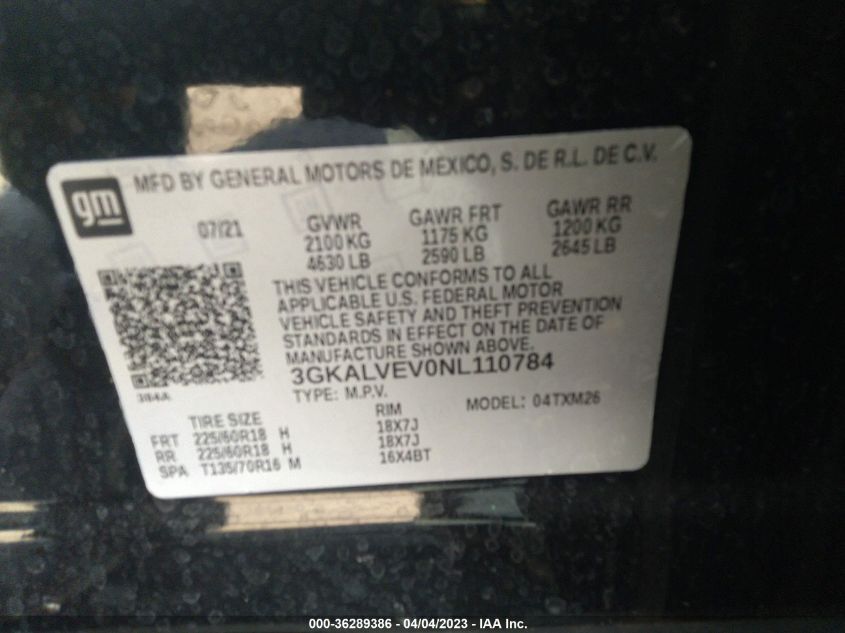 gm
MFD BY GENERAL MOTORS DE MEXICO, S. DE R.L. DE C.V.
07/21 GVWR GAWR FRT GAWR RR
2100 KG 1175 KG 1200 KG
4630 LB 2590 LB 2645 LB
THIS VEHICLE CONFORMS TO ALL
APPLICABLE U.S. FEDERAL MOTOR
VEHICLE SAFETY AND THEFT PREVENTION
STANDARDS IN EFFECT ON THE DATE OF
MANUFACTURE SHOWN ABOVE.
3GKALVEV0NL110784
TYPE: M.P.V. MODEL: 04TXM26
TIRE SIZE RIM
FRT 225/60R18 H 18X7J
RR 225/60R18 H 18X7J
SPA T135/70R16 M 16X4BT
000-36289386 - 04/04/2023 - IAA Inc.